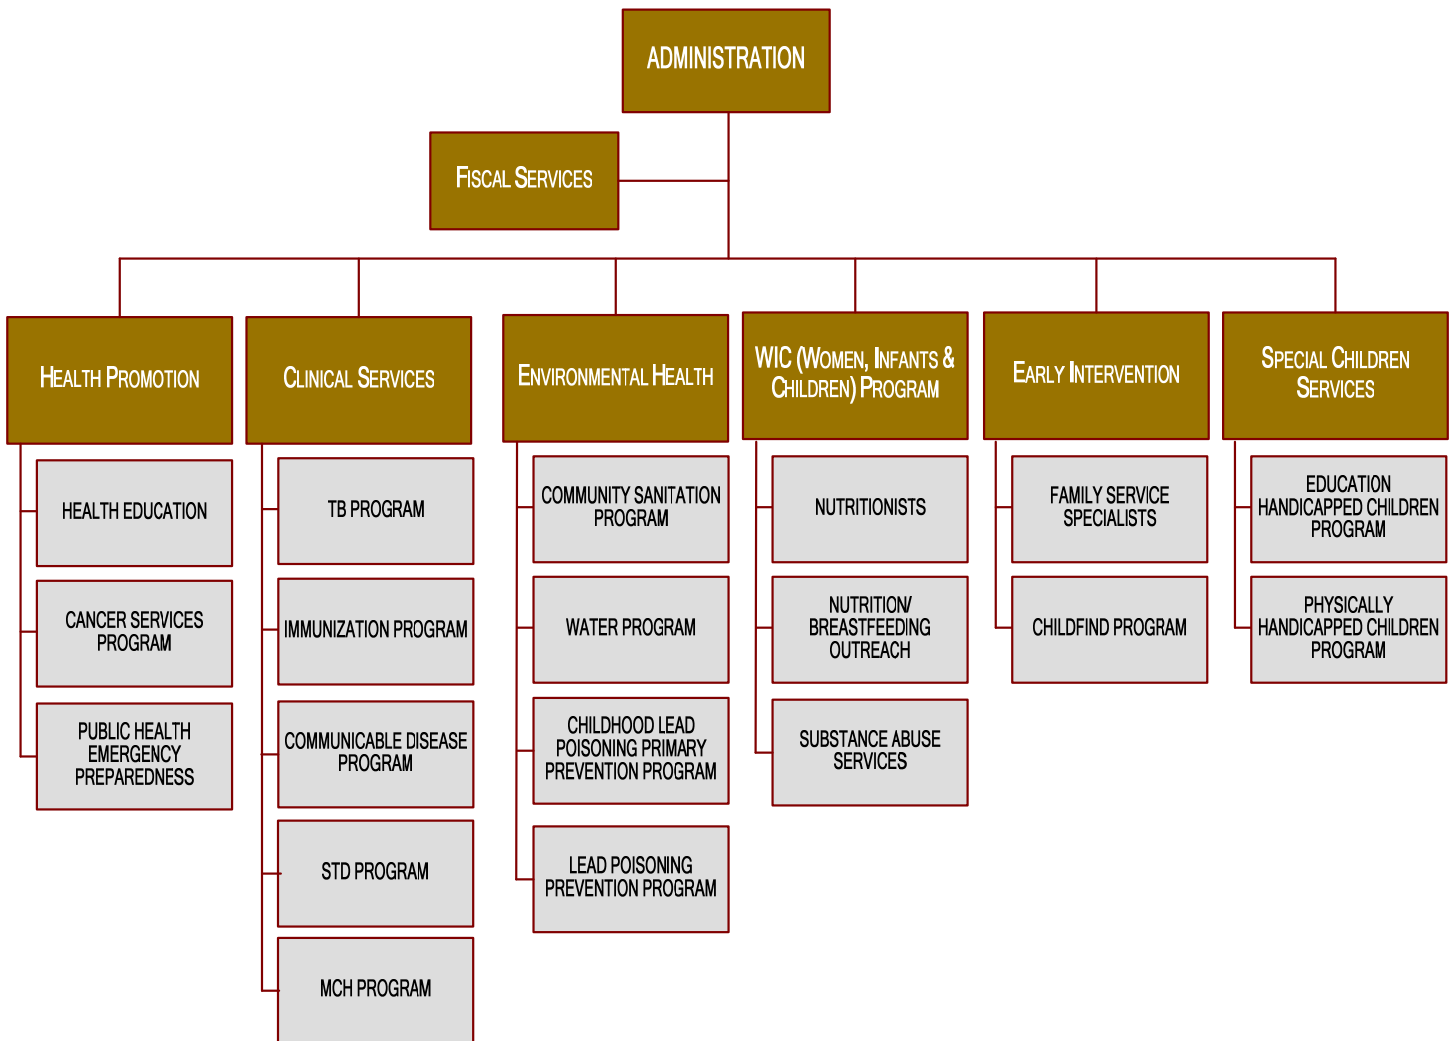 ADMINISTRATION
FISCAL SERVICES
HEALTH PROMOTION
HEALTH EDUCATION
CANCER SERVICES
PROGRAM
PUBLIC HEALTH
EMERGENCY
PREPAREDNESS
CLINICAL SERVICES
TB PROGRAM
IMMUNIZATION PROGRAM
COMMUNICABLE DISEASE
PROGRAM
STD PROGRAM
MCH PROGRAM
ENVIRONMENTAL HEALTH
COMMUNITY SANITATION
PROGRAM
WATER PROGRAM
CHILDHOOD LEAD
POISONING PRIMARY
PREVENTION PROGRAM
LEAD POISONING
PREVENTION PROGRAM
WIC (WOMEN, INFANTS &
CHILDREN) PROGRAM
NUTRITIONISTS
NUTRITION/
BREASTFEEDING
OUTREACH
SUBSTANCE ABUSE
SERVICES
EARLY INTERVENTION
FAMILY SERVICE
SPECIALISTS
CHILDFIND PROGRAM
SPECIAL CHILDREN
SERVICES
EDUCATION
HANDICAPPED CHILDREN
PROGRAM
PHYSICALLY
HANDICAPPED CHILDREN
PROGRAM